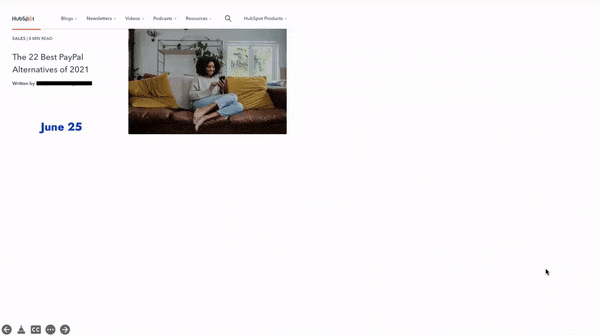 HubSpot
Blogs Newsletters Videos Podcasts Resources HubSpot Products
SALES | 8 MIN READ
The 22 Best PayPal
Alternatives of 2021
Written by
June 25
CC